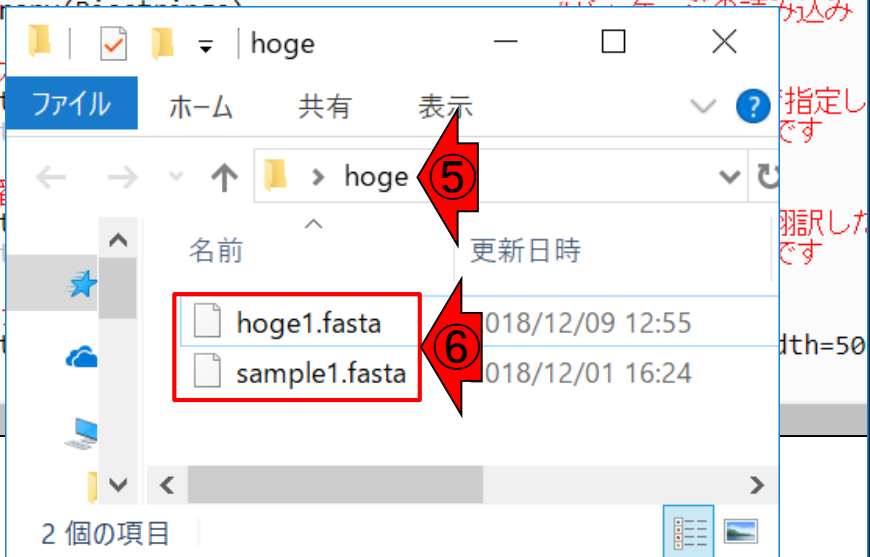 み込み
hoge
ファイル ホーム 共有 表示
指定し
です
hoge ⑤
翻訳した
です
名前 更新日時
hoge1.fasta 018/12/09 12:55
⑥
dth=50
sample1.fasta 018/12/01 16:24
2 個の項目